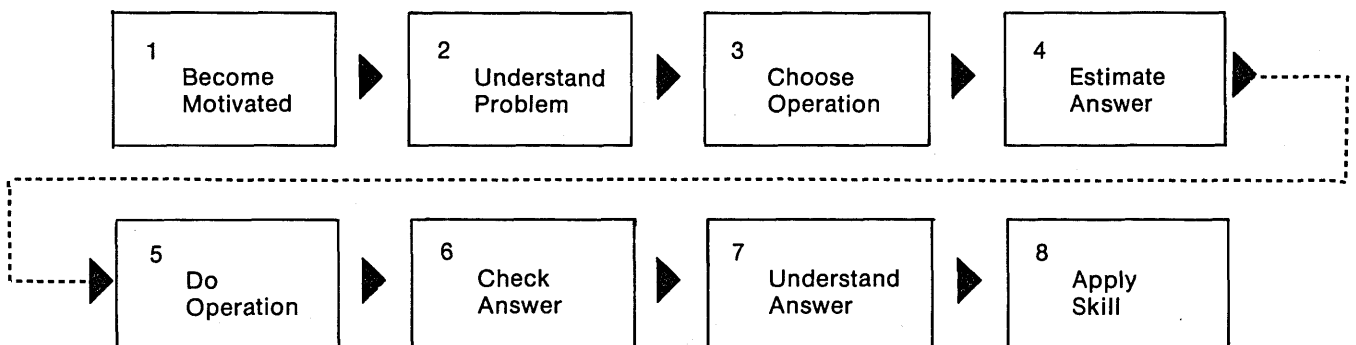 1
Become
Motivated
2
Understand
Problem
3
Choose
Operation
4
Estimate
Answer
5
Do
Operation
6
Check
Answer
7
Understand
Answer
8
Apply
Skill